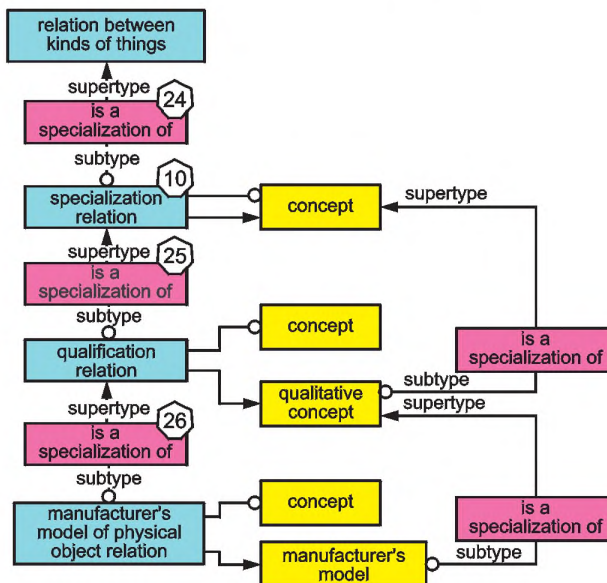 relation between
kinds of things
supertype
24
is a
specialization of
subtype
10
specialization
relation
concept
supertype
supertype
25
is a
specialization of
subtype
concept
qualification
relation
is a
specialization of
qualitative
concept
subtype
supertype
supertype
26
is a
specialization of
subtype
concept
manufacturer's
model of physical
object relation
is a
specialization of
manufacturer's
model
subtype